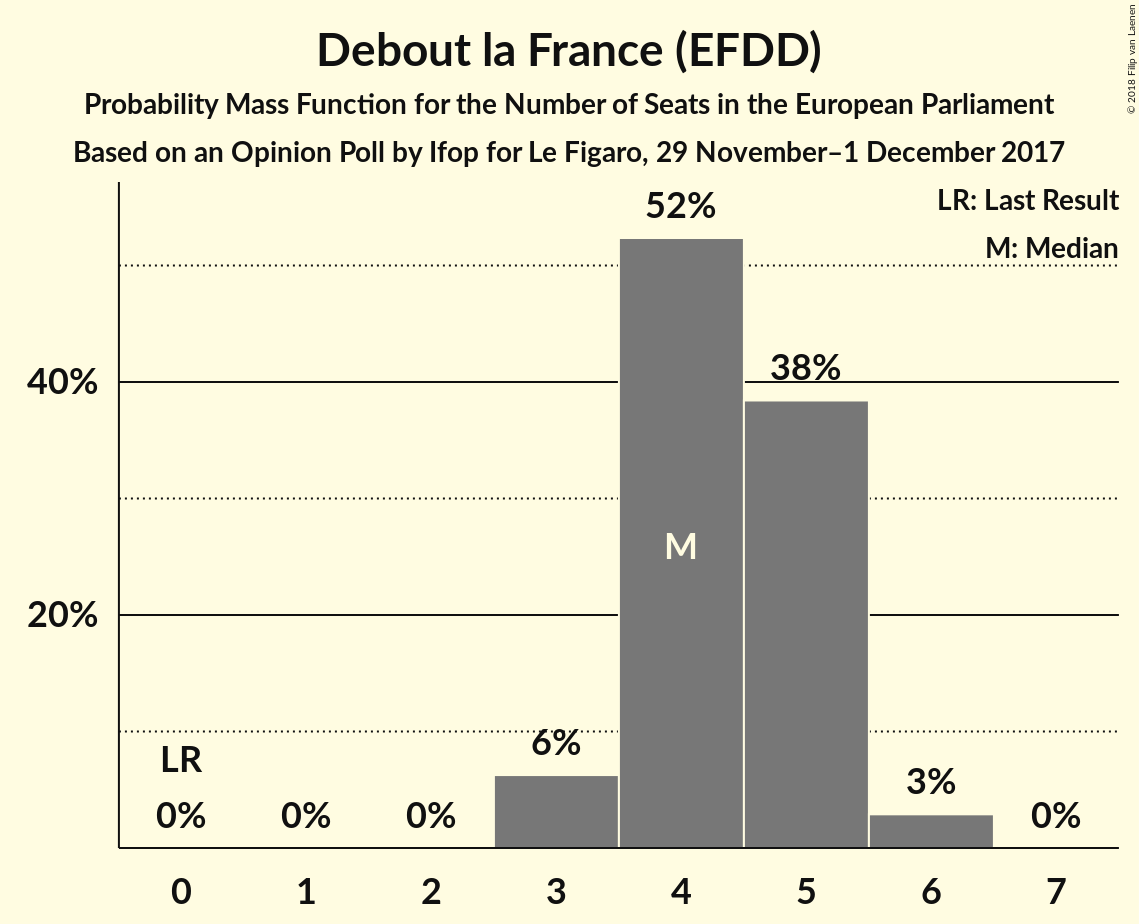 Debout la France (EFDD)
Probability Mass Function for the Number of Seats in the European Parliament
Based on an Opinion Poll by Ifop for Le Figaro, 29 November–1 December 2017
© 2018 Filip van Laenen
LR: Last Result
M: Median
52%
40%
38%
M
20%
LR
6%
3%
0% 0% 0% 0%
0 1 2 3 4 5 6 7